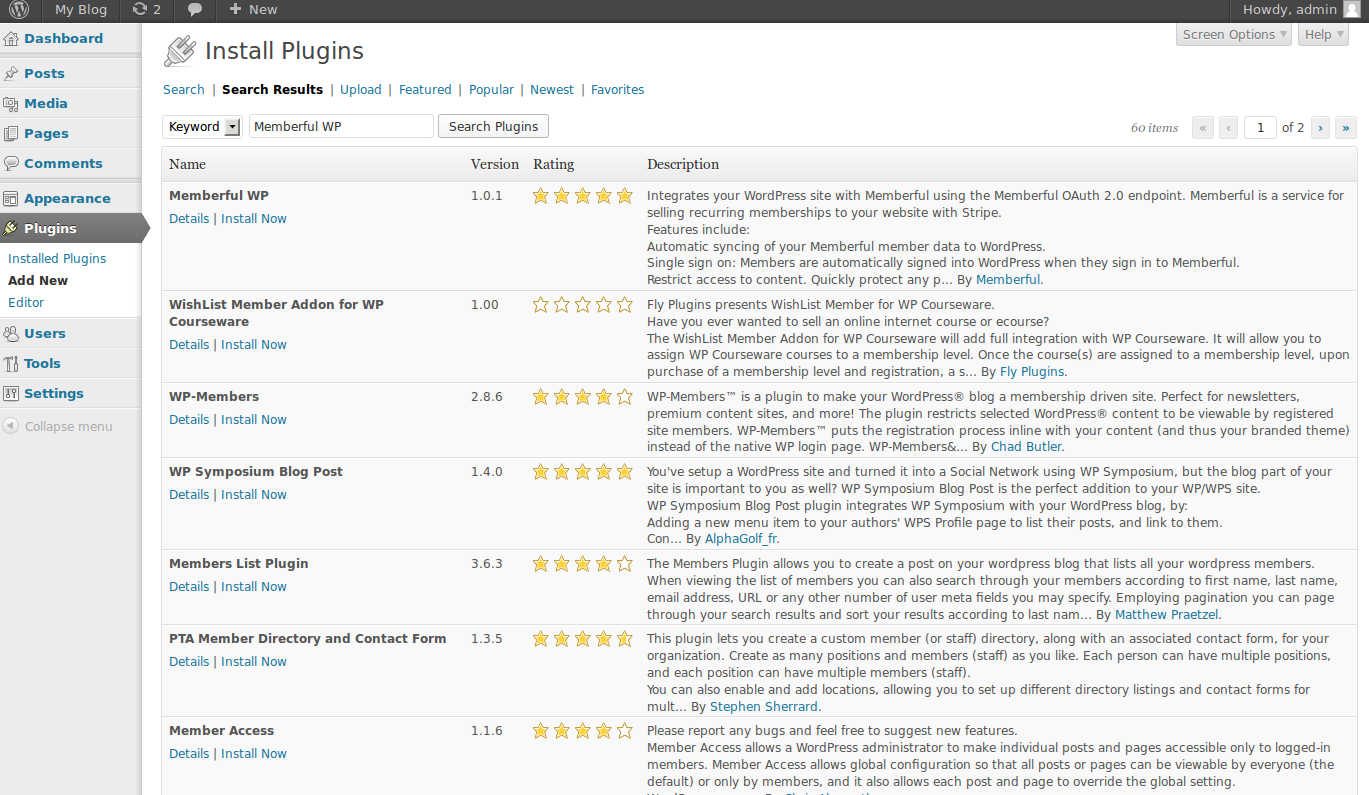 My Blog 2 New Howdy, admin
Screen Options Help
Dashboard
Posts
Media
Pages
Comments
Appearance
Plugins
Installed Plugins
Add New
Editor
Users
Tools
Settings
Collapse menu
Install Plugins
Search | Search Results | Upload | Featured | Popular | Newest | Favorites
Keyword Memberful WP Search Plugins 60 items « ‹ 1 of 2 › »
Name Version Rating Description
Memberful WP 1.0.1
Details | Install Now
Integrates your WordPress site with Memberful using the Memberful OAuth 2.0 endpoint. Memberful is a service for
selling recurring memberships to your website with Stripe.
Features include:
Automatic syncing of your Memberful member data to WordPress.
Single sign on: Members are automatically signed into WordPress when they sign in to Memberful.
Restrict access to content. Quickly protect any p... By Memberful.
WishList Member Addon for WP
Courseware
1.00
Details | Install Now
Fly Plugins presents WishList Member for WP Courseware.
Have you ever wanted to sell an online internet course or ecourse?
The WishList Member Addon for WP Courseware will add full integration with WP Courseware. It will allow you to
assign WP Courseware courses to a membership level. Once the course(s) are assigned to a membership level, upon
purchase of a membership level and registration, a s... By Fly Plugins.
WP-Members 2.8.6
Details | Install Now
WP-Members™ is a plugin to make your WordPress® blog a membership driven site. Perfect for newsletters,
premium content sites, and more! The plugin restricts selected WordPress® content to be viewable by registered
site members. WP-Members™ puts the registration process inline with your content (and thus your branded theme)
instead of the native WP login page. WP-Members&... By Chad Butler.
WP Symposium Blog Post 1.4.0
Details | Install Now
You've setup a WordPress site and turned it into a Social Network using WP Symposium, but the blog part of your
site is important to you as well? WP Symposium Blog Post is the perfect addition to your WP/WPS site.
WP Symposium Blog Post plugin integrates WP Symposium with your WordPress blog, by:
Adding a new menu item to your authors' WPS Profile page to list their posts, and link to them.
Con... By AlphaGolf_fr.
Members List Plugin 3.6.3
Details | Install Now
The Members Plugin allows you to create a post on your wordpress blog that lists all your wordpress members.
When viewing the list of members you can also search through your members according to first name, last name,
email address, URL or any other number of user meta fields you may specify. Employing pagination you can page
through your search results and sort your results according to last nam... By Matthew Praetzel.
PTA Member Directory and Contact Form 1.3.5
Details | Install Now
This plugin lets you create a custom member (or staff) directory, along with an associated contact form, for your
organization. Create as many positions and members (staff) as you like. Each person can have multiple positions,
and each position can have multiple members (staff).
You can also enable and add locations, allowing you to set up different directory listings and contact forms for
mult... By Stephen Sherrard.
Member Access 1.1.6
Details | Install Now
Please report any bugs and feel free to suggest new features.
Member Access allows a WordPress administrator to make individual posts and pages accessible only to logged-in
members. Member Access allows global configuration so that all posts or pages can be viewable by everyone (the
default) or only by members, and it also allows each post and page to override the global setting.